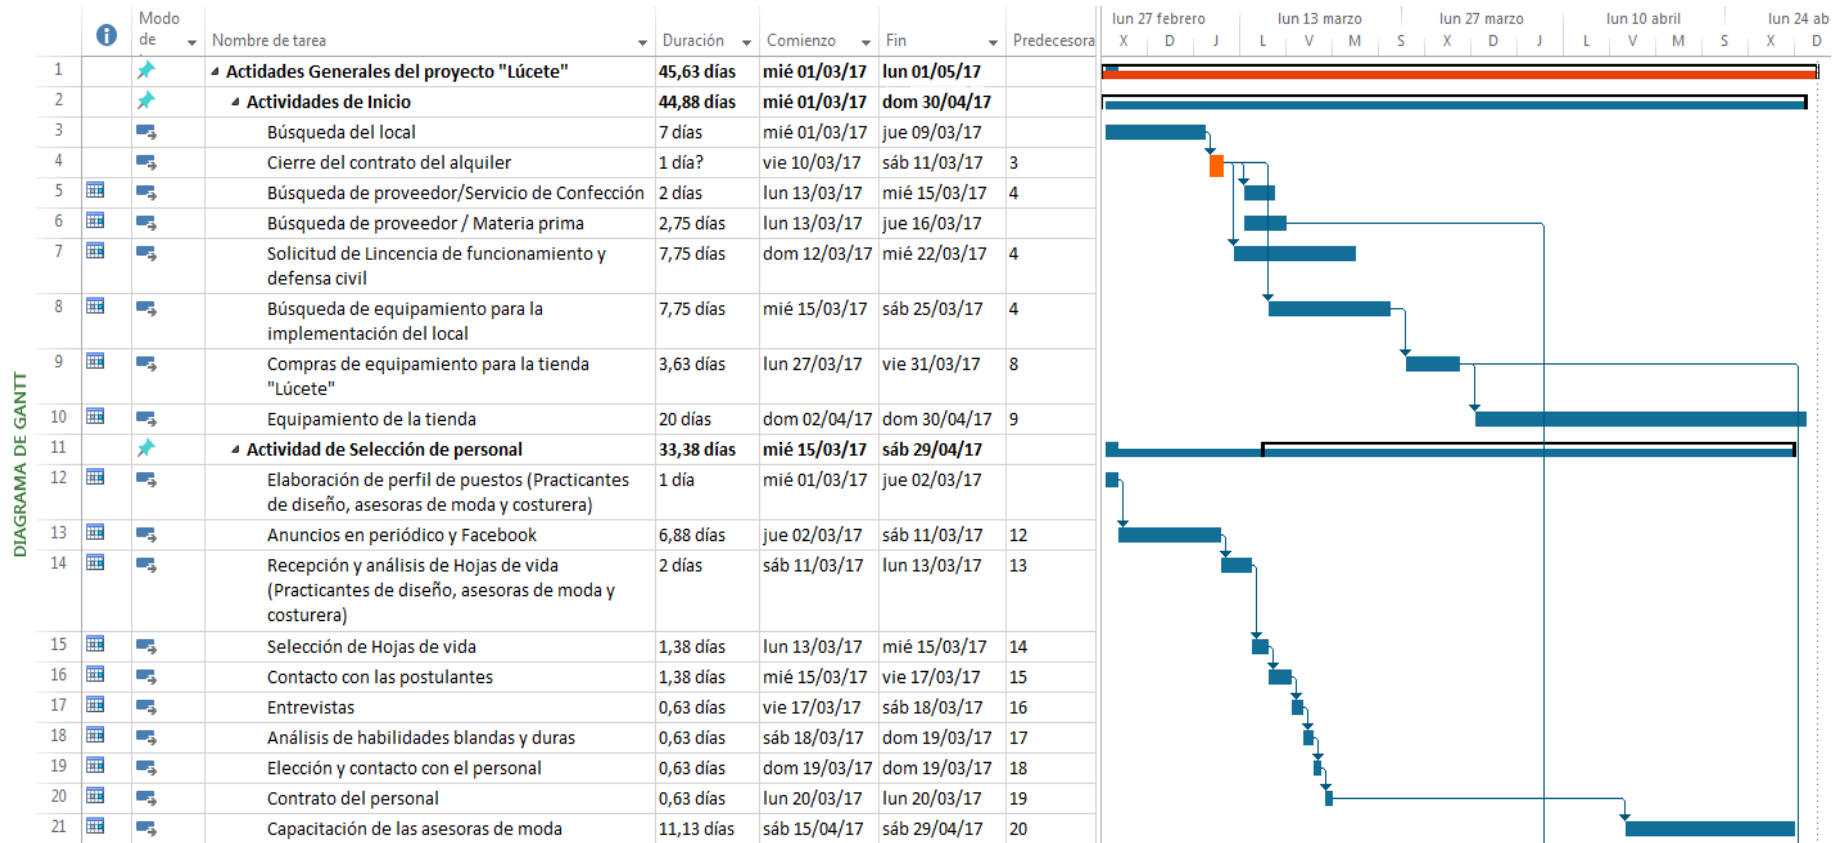 DIAGRAMA DE GANTT
Modo de
Nombre de tarea
Duración
Comienzo
Fin
Predecesora
lun 27 febrero lun 13 marzo lun 27 marzo lun 10 abril lun 24 ab
X D J L V M S X D J L V M S X D
1 Actidades Generales del proyecto "Lúcete" 45,63 días mié 01/03/17 lun 01/05/17
2 Actividades de Inicio 44,88 días mié 01/03/17 dom 30/04/17
3 Búsqueda del local 7 días mié 01/03/17 jue 09/03/17
4 Cierre del contrato del alquiler 1 día? vie 10/03/17 sáb 11/03/17 3
5 Búsqueda de proveedor/Servicio de Confección 2 días lun 13/03/17 mié 15/03/17 4
6 Búsqueda de proveedor / Materia prima 2,75 días lun 13/03/17 jue 16/03/17
7 Solicitud de Lincencia de funcionamiento y 7,75 días dom 12/03/17 mié 22/03/17 4
defensa civil
8 Búsqueda de equipamiento para la 7,75 días mié 15/03/17 sáb 25/03/17 4
implementación del local
9 Compras de equipamiento para la tienda 3,63 días lun 27/03/17 vie 31/03/17 8
"Lúcete"
10 Equipamiento de la tienda 20 días dom 02/04/17 dom 30/04/17 9
11 Actividad de Selección de personal 33,38 días mié 15/03/17 sáb 29/04/17
12 Elaboración de perfil de puestos (Practicantes 1 día mié 01/03/17 jue 02/03/17
de diseño, asesoras de moda y costurera)
13 Anuncios en periódico y Facebook 6,88 días jue 02/03/17 sáb 11/03/17 12
14 Recepción y análisis de Hojas de vida 2 días sáb 11/03/17 lun 13/03/17 13
(Practicantes de diseño, asesoras de moda y
costurera)
15 Selección de Hojas de vida 1,38 días lun 13/03/17 mié 15/03/17 14
16 Contacto con las postulantes 1,38 días mié 15/03/17 vie 17/03/17 15
17 Entrevistas 0,63 días vie 17/03/17 sáb 18/03/17 16
18 Análisis de habilidades blandas y duras 0,63 días sáb 18/03/17 dom 19/03/17 17
19 Elección y contacto con el personal 0,63 días dom 19/03/17 dom 19/03/17 18
20 Contrato del personal 0,63 días lun 20/03/17 lun 20/03/17 19
21 Capacitación de las asesoras de moda 11,13 días sáb 15/04/17 sáb 29/04/17 20